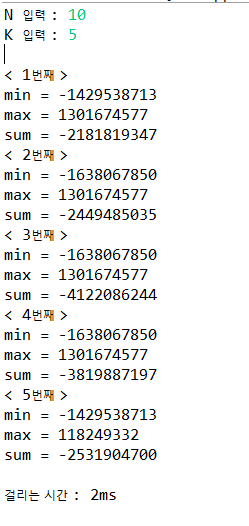 N 입력 : 10
K 입력 : 5
< 1번째 >
min = -1429538713
max = 1301674577
sum = -2181819347
< 2번째 >
min = -1638067850
max = 1301674577
sum = -2449485035
< 3번째 >
min = -1638067850
max = 1301674577
sum = -4122086244
< 4번째 >
min = -1638067850
max = 1301674577
sum = -3819887197
< 5번째 >
min = -1429538713
max = 118249332
sum = -2531904700
걸리는 시간 : 2ms